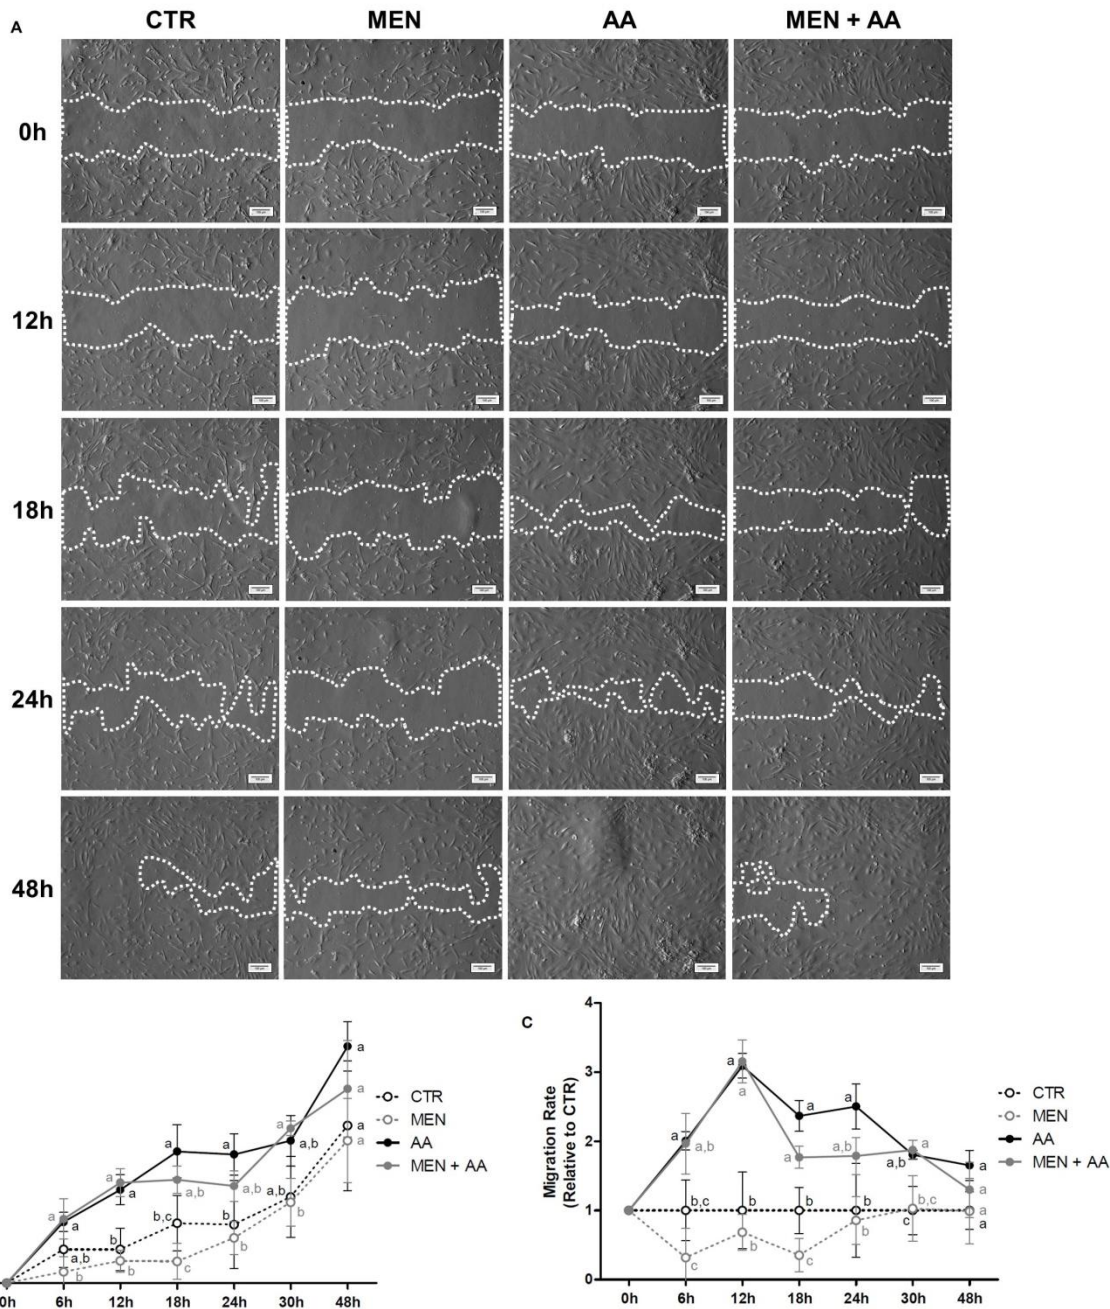 A
CTR MEN AA MEN + AA
0h
12h
18h
24h
48h
a
a
a
a
a a a a,b
a a a,b a,b
a a
a,b b b,c b a,b b
b b c b
CTR
MEN
AA
MEN + AA
0h 6h 12h 18h 24h 30h 48h
C
Migration Rate
(Relative to CTR)
4
3
2
1
0
a
a
a a
a a,b a a,b a,b a
a
a
b,c b b b b,c a
c a
c b c b
CTR
MEN
AA
MEN + AA
0h 6h 12h 18h 24h 30h 48h